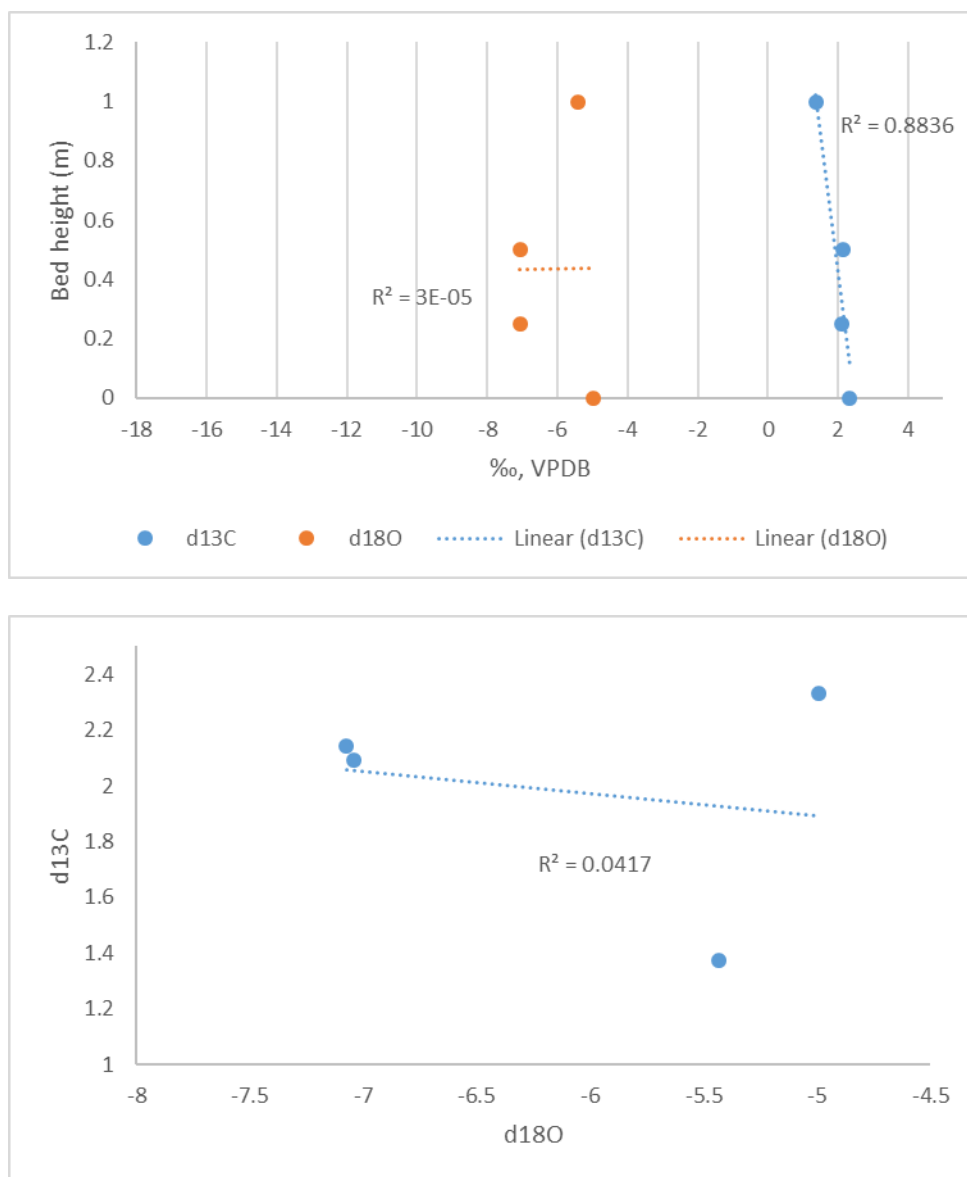 1.2
1
0.8
0.6
0.4
0.2
0
Bed height (m)
R² = 0.8836
R² = 3E-05
-18 -16 -14 -12 -10 -8 -6 -4 -2 0 2 4
‰, VPDB
d13C d18O Linear (d13C) Linear (d18O)
2.4
2.2
2
1.8
1.6
1.4
1.2
1
d13C
R² = 0.0417
-8 -7.5 -7 -6.5 -6 -5.5 -5 -4.5
d18O